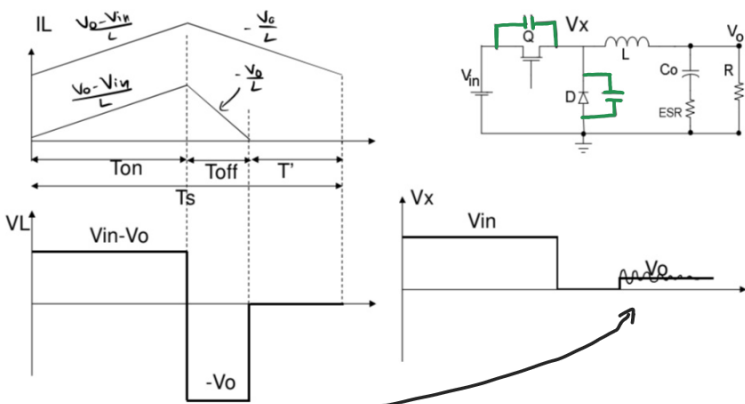 IL
Vo-Vin/L
-Vo/L
Vo-Vin/L
-Vo/L
Ton
Toff
T'
Ts
VL
Vin-Vo
-Vo
Q
Vx
L
Vo
Vin
D
Co
ESR
R
Vx
Vin
Vo